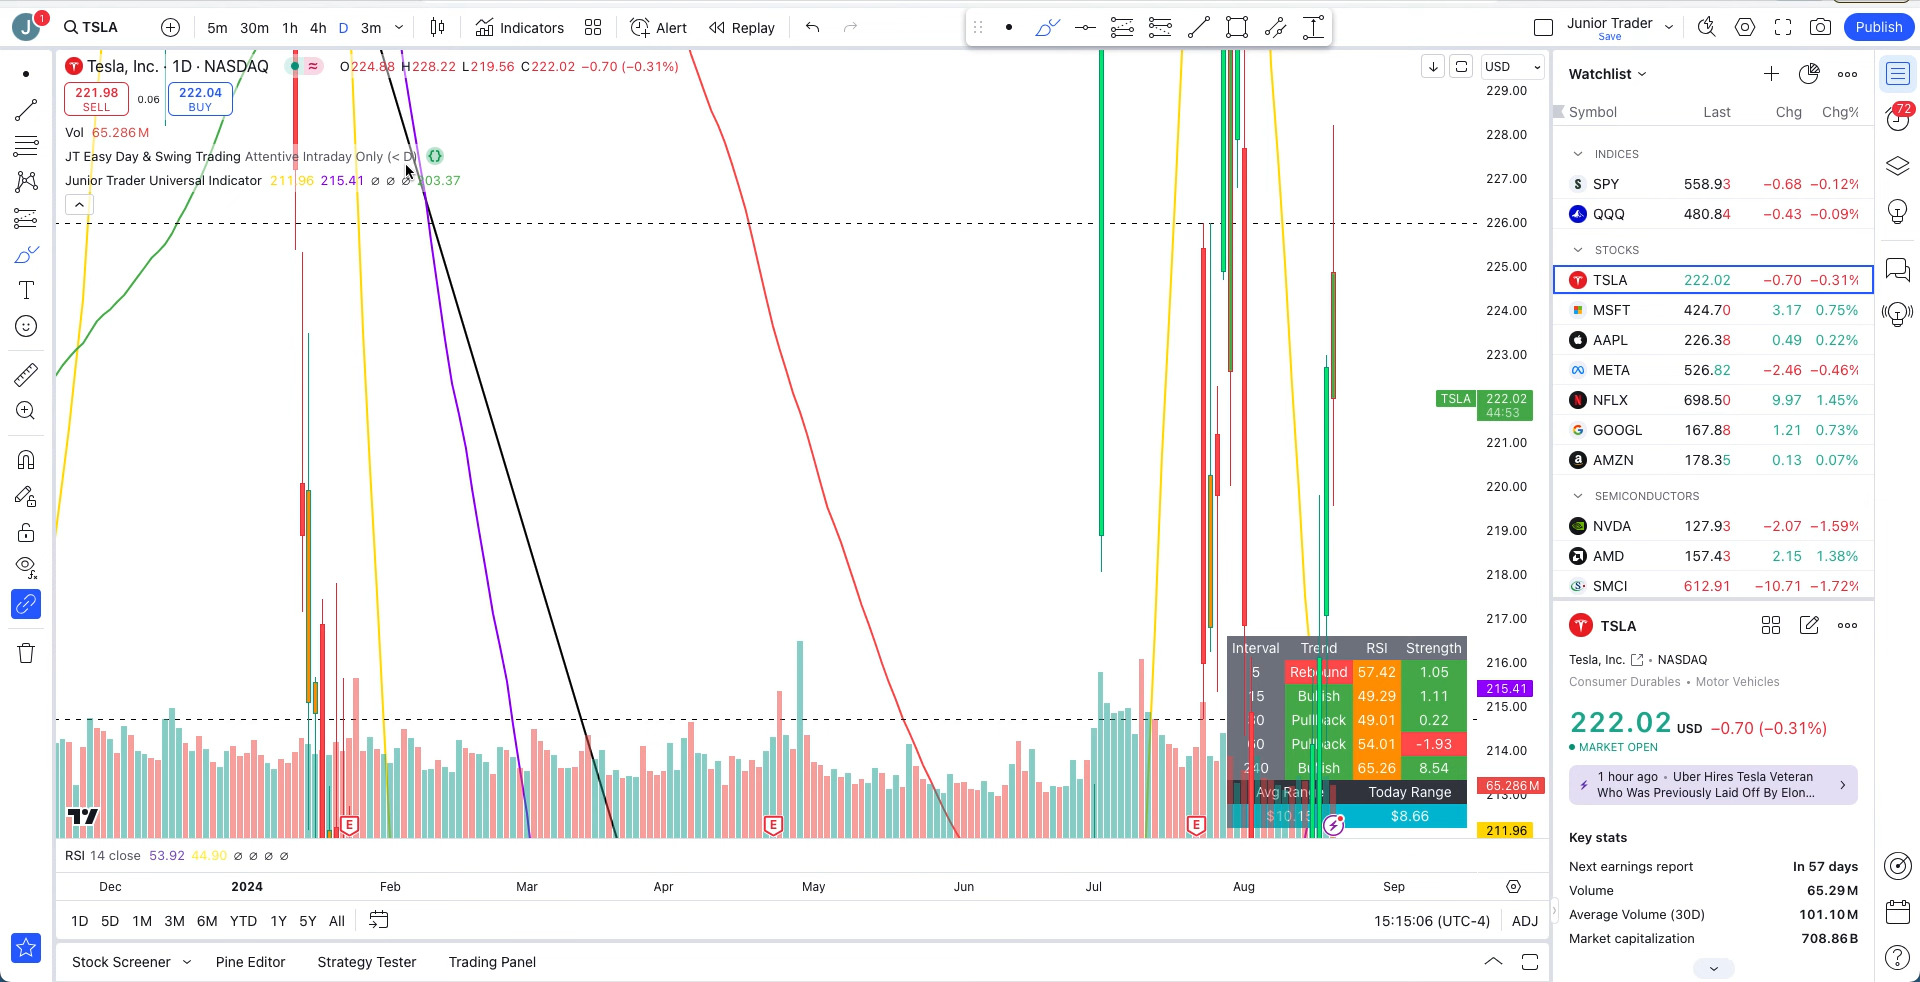 J 1 TSLA 5m 30m 1h 4h D 3m Indicators Alert Replay Junior Trader Save Publish
Tesla, Inc. · 1D · NASDAQ ≈ O224.88 H228.22 L219.56 C222.02 −0.70 (−0.31%)
USD
221.98 SELL
0.06
222.04 BUY
Vol 65.286M
JT Easy Day & Swing Trading Attentive Intraday Only (< D) {}
Junior Trader Universal Indicator 211.96 215.41 ∅ ∅ ∅ 203.37
229.00
228.00
227.00
226.00
225.00
224.00
223.00
TSLA 222.02
44:53
221.00
220.00
219.00
218.00
217.00
216.00
215.41
215.00
214.00
65.286M
213.00
211.96
Interval Trend RSI Strength
5 Rebound 57.42 1.05
15 Bullish 49.29 1.11
30 Pullback 49.01 0.22
60 Pullback 54.01 -1.93
240 Bullish 65.26 8.54
Avg Range Today Range
$10.15 $8.66
E E E
RSI 14 close 53.92 44.90 ∅ ∅ ∅ ∅
Dec 2024 Feb Mar Apr May Jun Jul Aug Sep
1D 5D 1M 3M 6M YTD 1Y 5Y All
15:15:06 (UTC-4) ADJ
Stock Screener Pine Editor Strategy Tester Trading Panel
Watchlist
Symbol Last Chg Chg%
INDICES
SPY 558.93 −0.68 −0.12%
QQQ 480.84 −0.43 −0.09%
STOCKS
TSLA 222.02 −0.70 −0.31%
MSFT 424.70 3.17 0.75%
AAPL 226.38 0.49 0.22%
META 526.82 −2.46 −0.46%
NFLX 698.50 9.97 1.45%
GOOGL 167.88 1.21 0.73%
AMZN 178.35 0.13 0.07%
SEMICONDUCTORS
NVDA 127.93 −2.07 −1.59%
AMD 157.43 2.15 1.38%
SMCI 612.91 −10.71 −1.72%
TSLA
Tesla, Inc. • NASDAQ
Consumer Durables • Motor Vehicles
222.02 USD −0.70 (−0.31%)
MARKET OPEN
1 hour ago • Uber Hires Tesla Veteran
Who Was Previously Laid Off By Elon...
Key stats
Next earnings report In 57 days
Volume 65.29M
Average Volume (30D) 101.10M
Market capitalization 708.86B
72